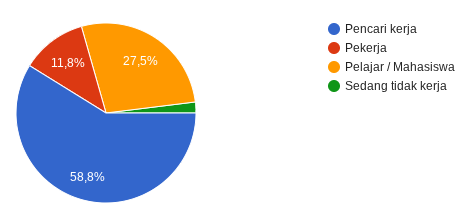 Pencari kerja
Pekerja
Pelajar / Mahasiswa
Sedang tidak kerja
11,8%
27,5%
58,8%